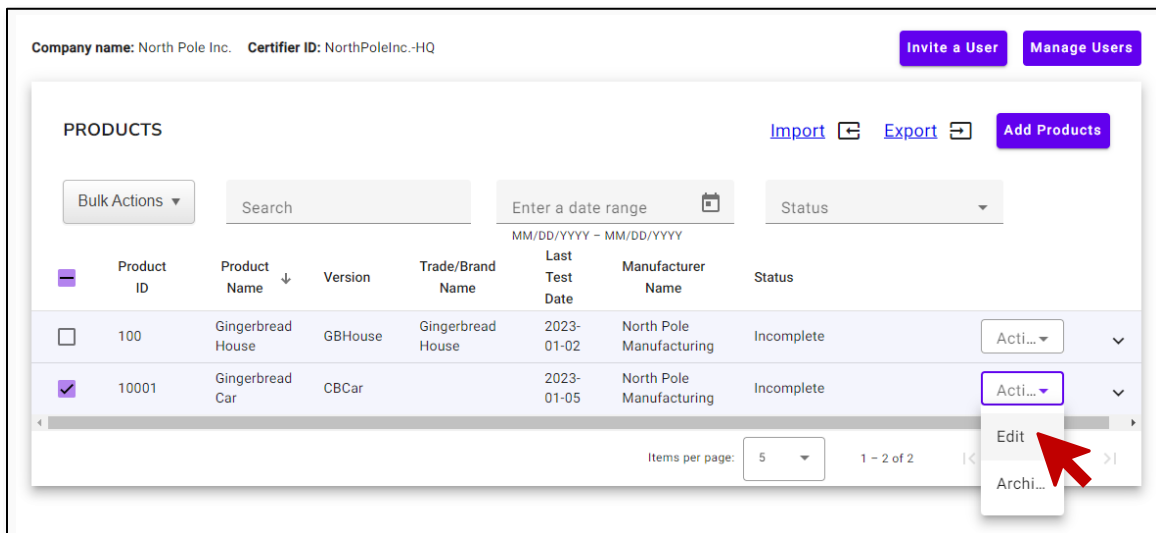 Company name: North Pole Inc. Certifier ID: NorthPoleInc.-HQ
Invite a User
Manage Users
PRODUCTS
Import
Export
Add Products
Bulk Actions
Search
Enter a date range
Status
MM/DD/YYYY – MM/DD/YYYY
Product
ID
Product
Name
Version
Trade/Brand
Name
Last
Test
Date
Manufacturer
Name
Status
100
Gingerbread
House
GBHouse
Gingerbread
House
2023-
01-02
North Pole
Manufacturing
Incomplete
Acti...
10001
Gingerbread
Car
CBCar
2023-
01-05
North Pole
Manufacturing
Incomplete
Acti...
Edit
Archi...
Items per page:
5
1 – 2 of 2